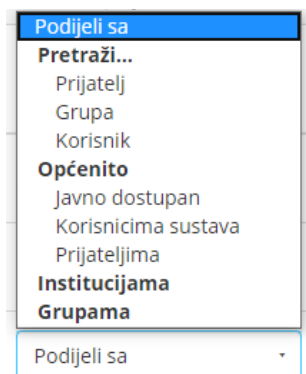 Podijeli sa
Pretraži...
Prijatelj
Grupa
Korisnik
Općenito
Javno dostupan
Korisnicima sustava
Prijateljima
Institucijama
Grupama
Podijeli sa